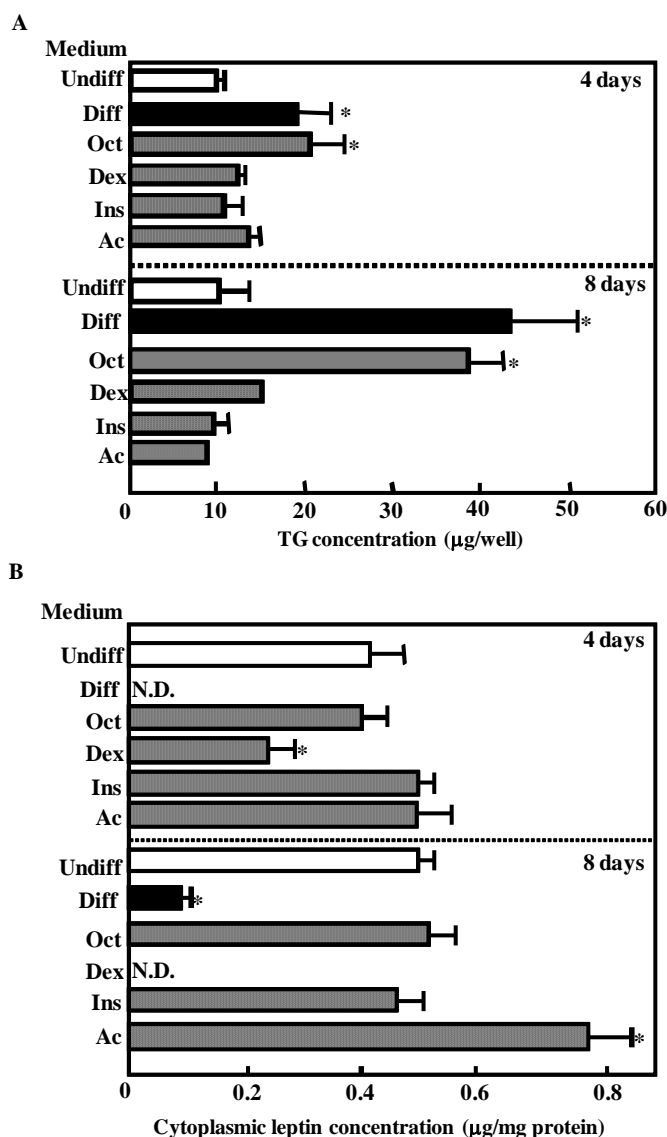 A
Medium
Undiff 4 days
Diff *
Oct *
Dex
Ins
Ac
Undiff 8 days
Diff *
Oct *
Dex
Ins
Ac
0 10 20 30 40 50 60
TG concentration (μg/well)
B
Medium
Undiff 4 days
Diff N.D.
Oct
Dex *
Ins
Ac
Undiff 8 days
Diff *
Oct
Dex N.D.
Ins
Ac *
0 0.2 0.4 0.6 0.8
Cytoplasmic leptin concentration (μg/mg protein)